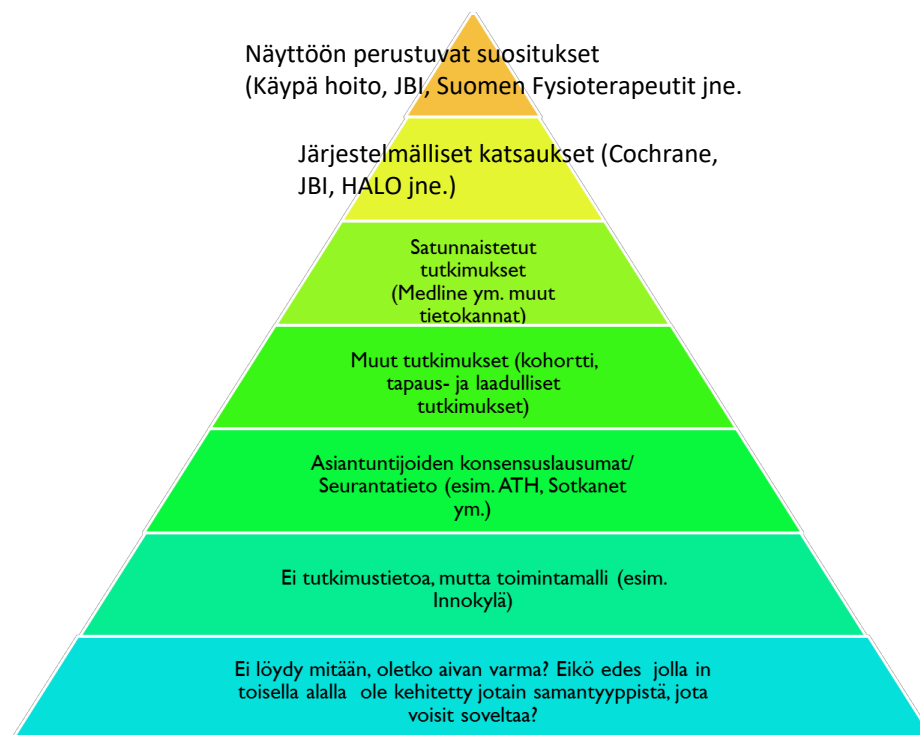 Näyttöön perustuvat suositukset
(Käypä hoito, JBI, Suomen Fysioterapeutit jne.
Järjestelmälliset katsaukset (Cochrane,
JBI, HALO jne.)
Satunnaistetut
tutkimukset
(Medline ym. muut
tietokannat)
Muut tutkimukset (kohortti,
tapaus- ja laadulliset
tutkimukset)
Asiantuntijoiden konsensuslausumat/
Seurantatieto (esim. ATH, Sotkanet
ym.)
Ei tutkimustietoa, mutta toimintamalli (esim.
Innokylä)
Ei löydy mitään, oletko aivan varma? Eikö edes jolla in
toisella alalla ole kehitetty jotain samantyyppistä, jota
voisit soveltaa?